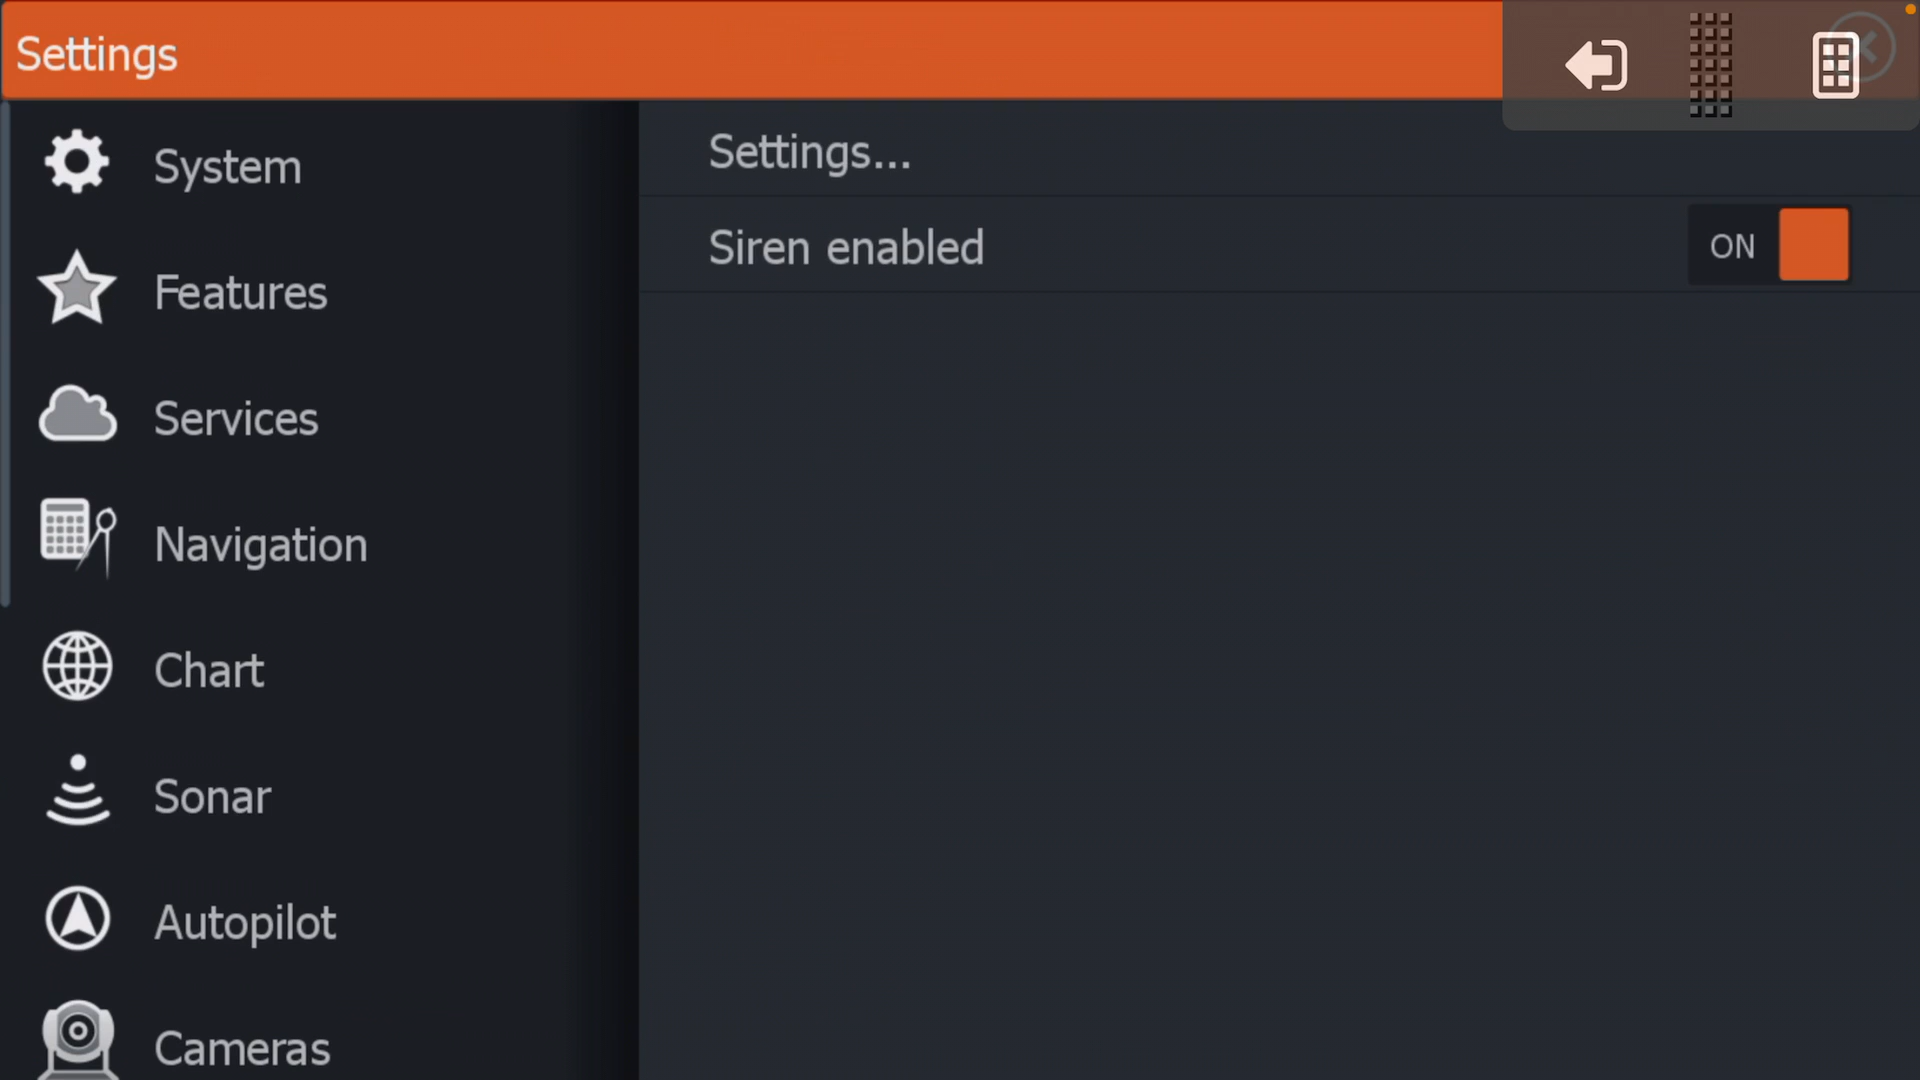 Settings
System
Features
Services
Navigation
Chart
Sonar
Autopilot
Cameras
Settings...
Siren enabled
ON